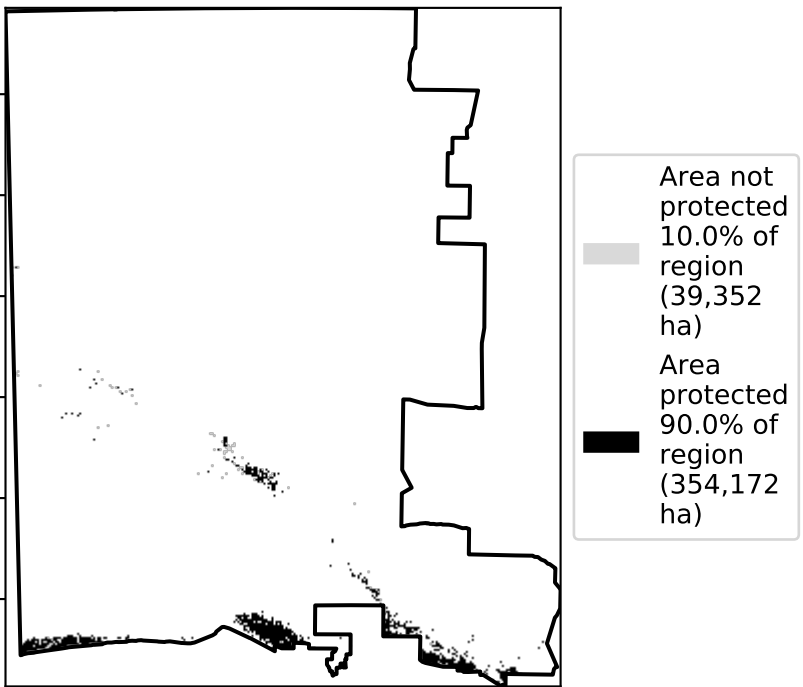 Area not
protected
10.0% of
region
(39,352
ha)
Area
protected
90.0% of
region
(354,172
ha)